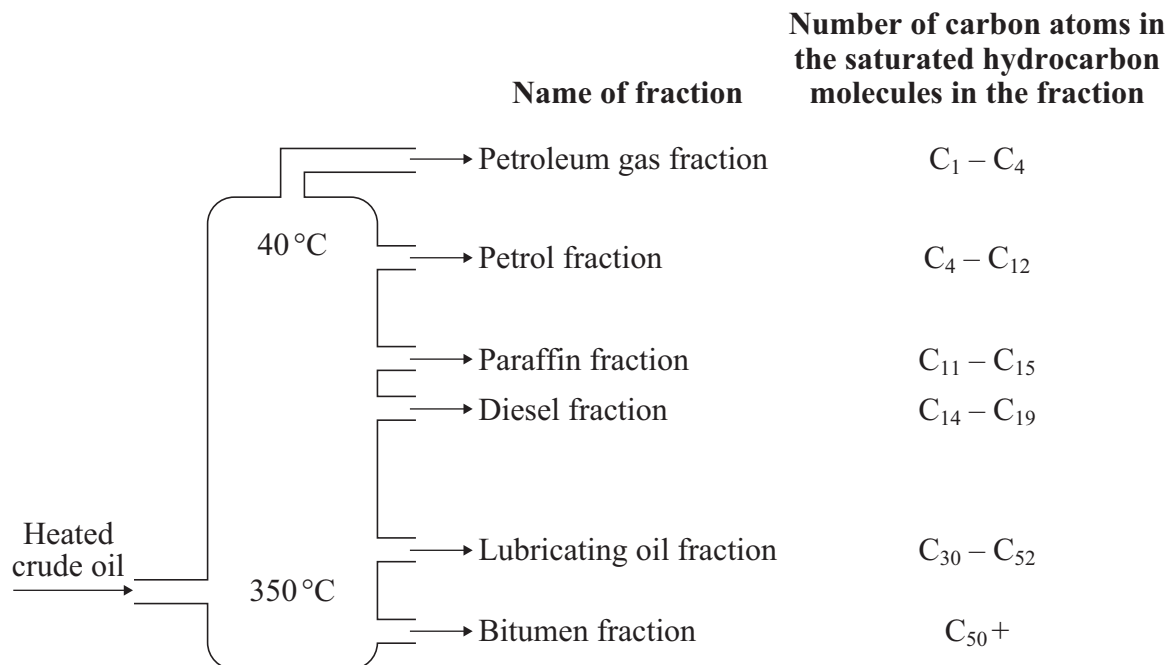 Number of carbon atoms in
the saturated hydrocarbon
Name of fraction molecules in the fraction
Petroleum gas fraction C₁ – C₄
40 °C
Petrol fraction C₄ – C₁₂
Paraffin fraction C₁₁ – C₁₅
Diesel fraction C₁₄ – C₁₉
Heated
crude oil
Lubricating oil fraction C₃₀ – C₅₂
350 °C
Bitumen fraction C₅₀ +